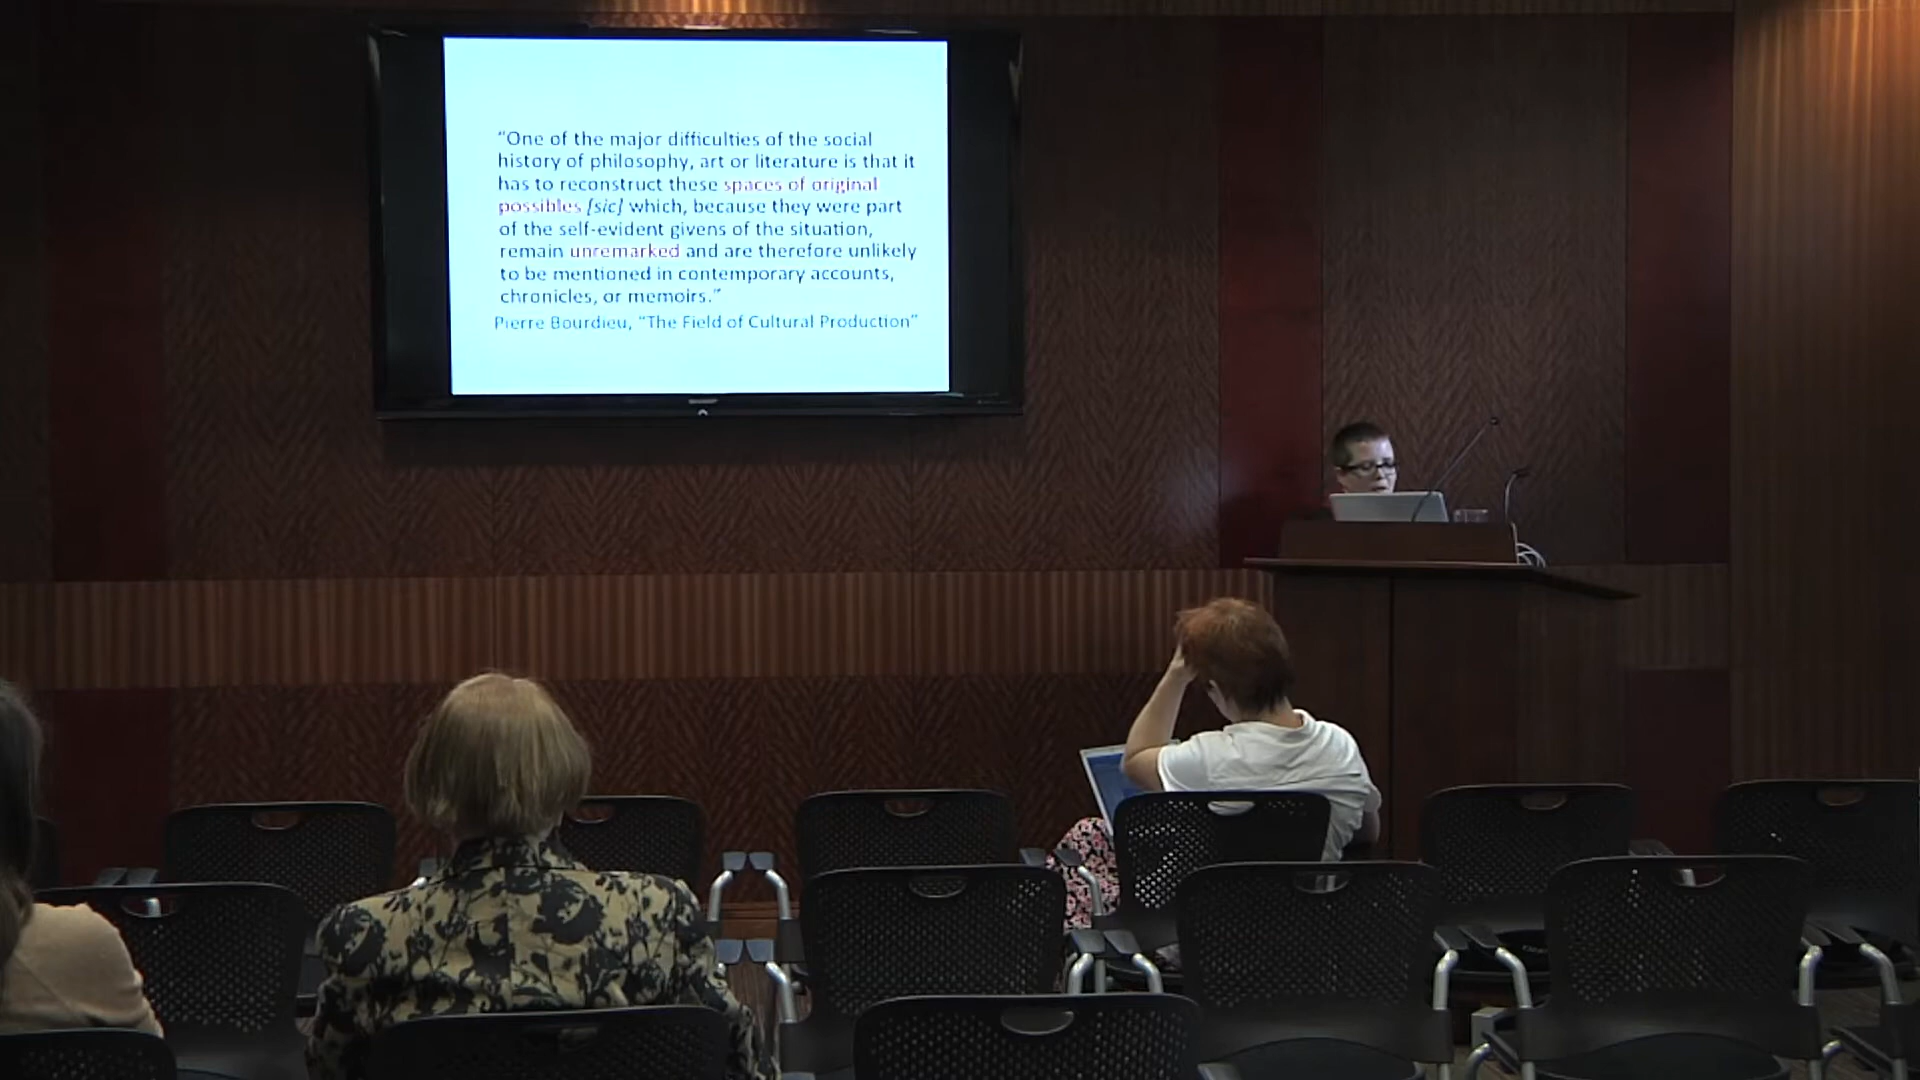 “One of the major difficulties of the social
history of philosophy, art or literature is that it
has to reconstruct these spaces of original
possibles [sic] which, because they were part
of the self-evident givens of the situation,
remain unremarked and are therefore unlikely
to be mentioned in contemporary accounts,
chronicles, or memoirs.”
Pierre Bourdieu, “The Field of Cultural Production”